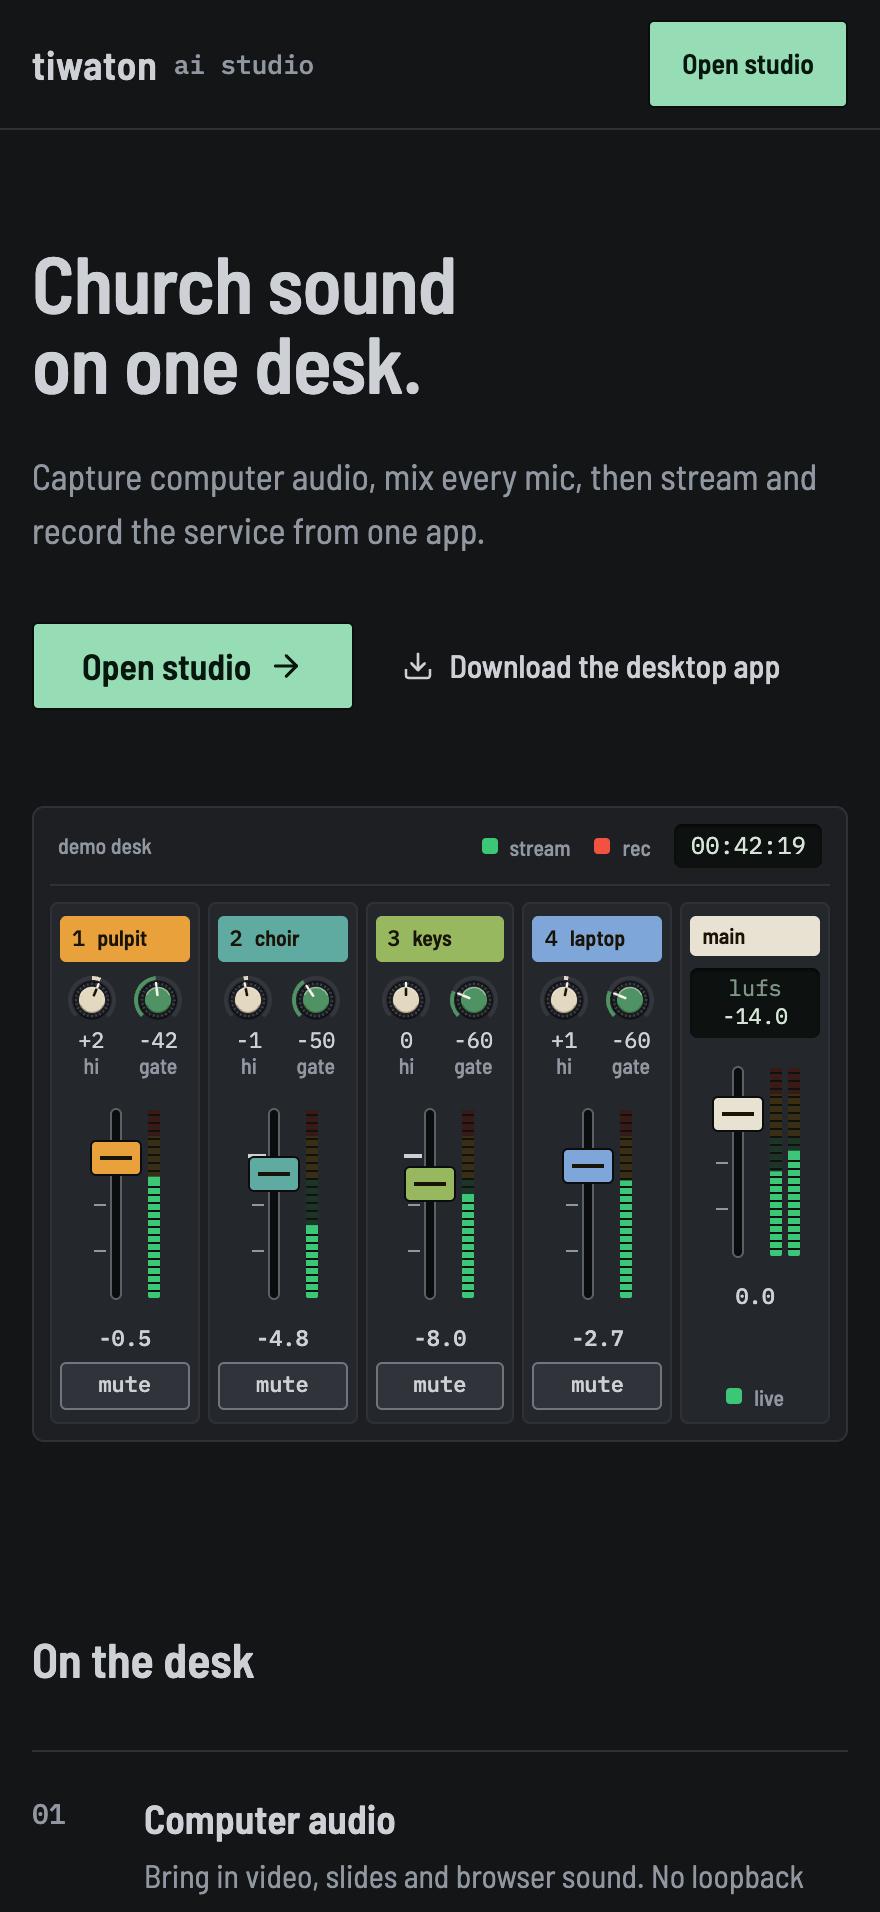 tiwaton ai studio
Open studio
Church sound
on one desk.
Capture computer audio, mix every mic, then stream and
record the service from one app.
Open studio →
Download the desktop app
demo desk
stream rec 00:42:19
1 pulpit
+2 -42
hi gate
-0.5
mute
2 choir
-1 -50
hi gate
-4.8
mute
3 keys
0 -60
hi gate
-8.0
mute
4 laptop
+1 -60
hi gate
-2.7
mute
main
lufs
-14.0
0.0
live
On the desk
01
Computer audio
Bring in video, slides and browser sound. No loopback